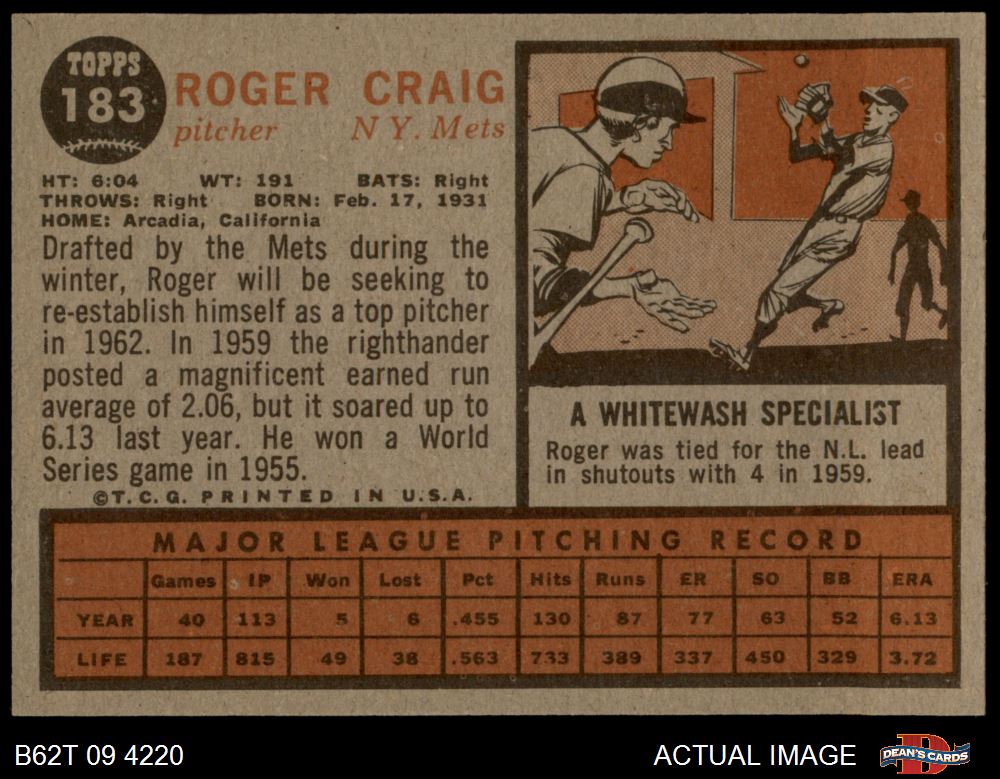 TOPPS
183
ROGER CRAIG
pitcher N Y. Mets
HT: 6:04 WT: 191 BATS: Right
THROWS: Right BORN: Feb. 17, 1931
HOME: Arcadia, California
Drafted by the Mets during the
winter, Roger will be seeking to
re-establish himself as a top pitcher
in 1962. In 1959 the righthander
posted a magnificent earned run
average of 2.06, but it soared up to
6.13 last year. He won a World
Series game in 1955.
©T.C.G. PRINTED IN U.S.A.
A WHITEWASH SPECIALIST
Roger was tied for the N.L. lead
in shutouts with 4 in 1959.
MAJOR LEAGUE PITCHING RECORD
Games IP Won Lost Pct Hits Runs ER SO BB ERA
YEAR 40 113 5 6 .455 130 87 77 63 52 6.13
LIFE 187 815 49 38 .563 733 389 337 450 329 3.72
B62T 09 4220 ACTUAL IMAGE DEAN'S CARDS